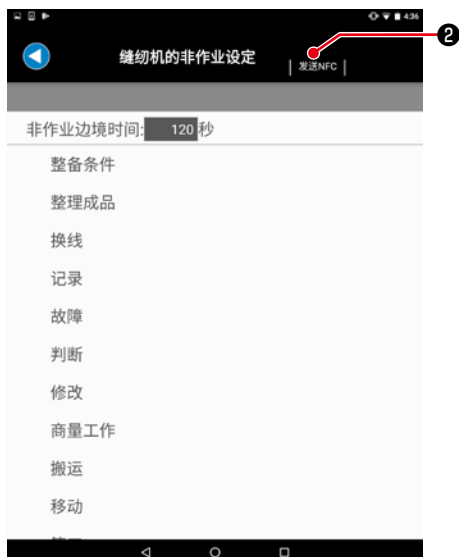 4:36
缝纫机的非作业设定
发送NFC
❷
非作业边境时间: 120 秒
整备条件
整理成品
换线
记录
故障
判断
修改
商量工作
搬运
移动